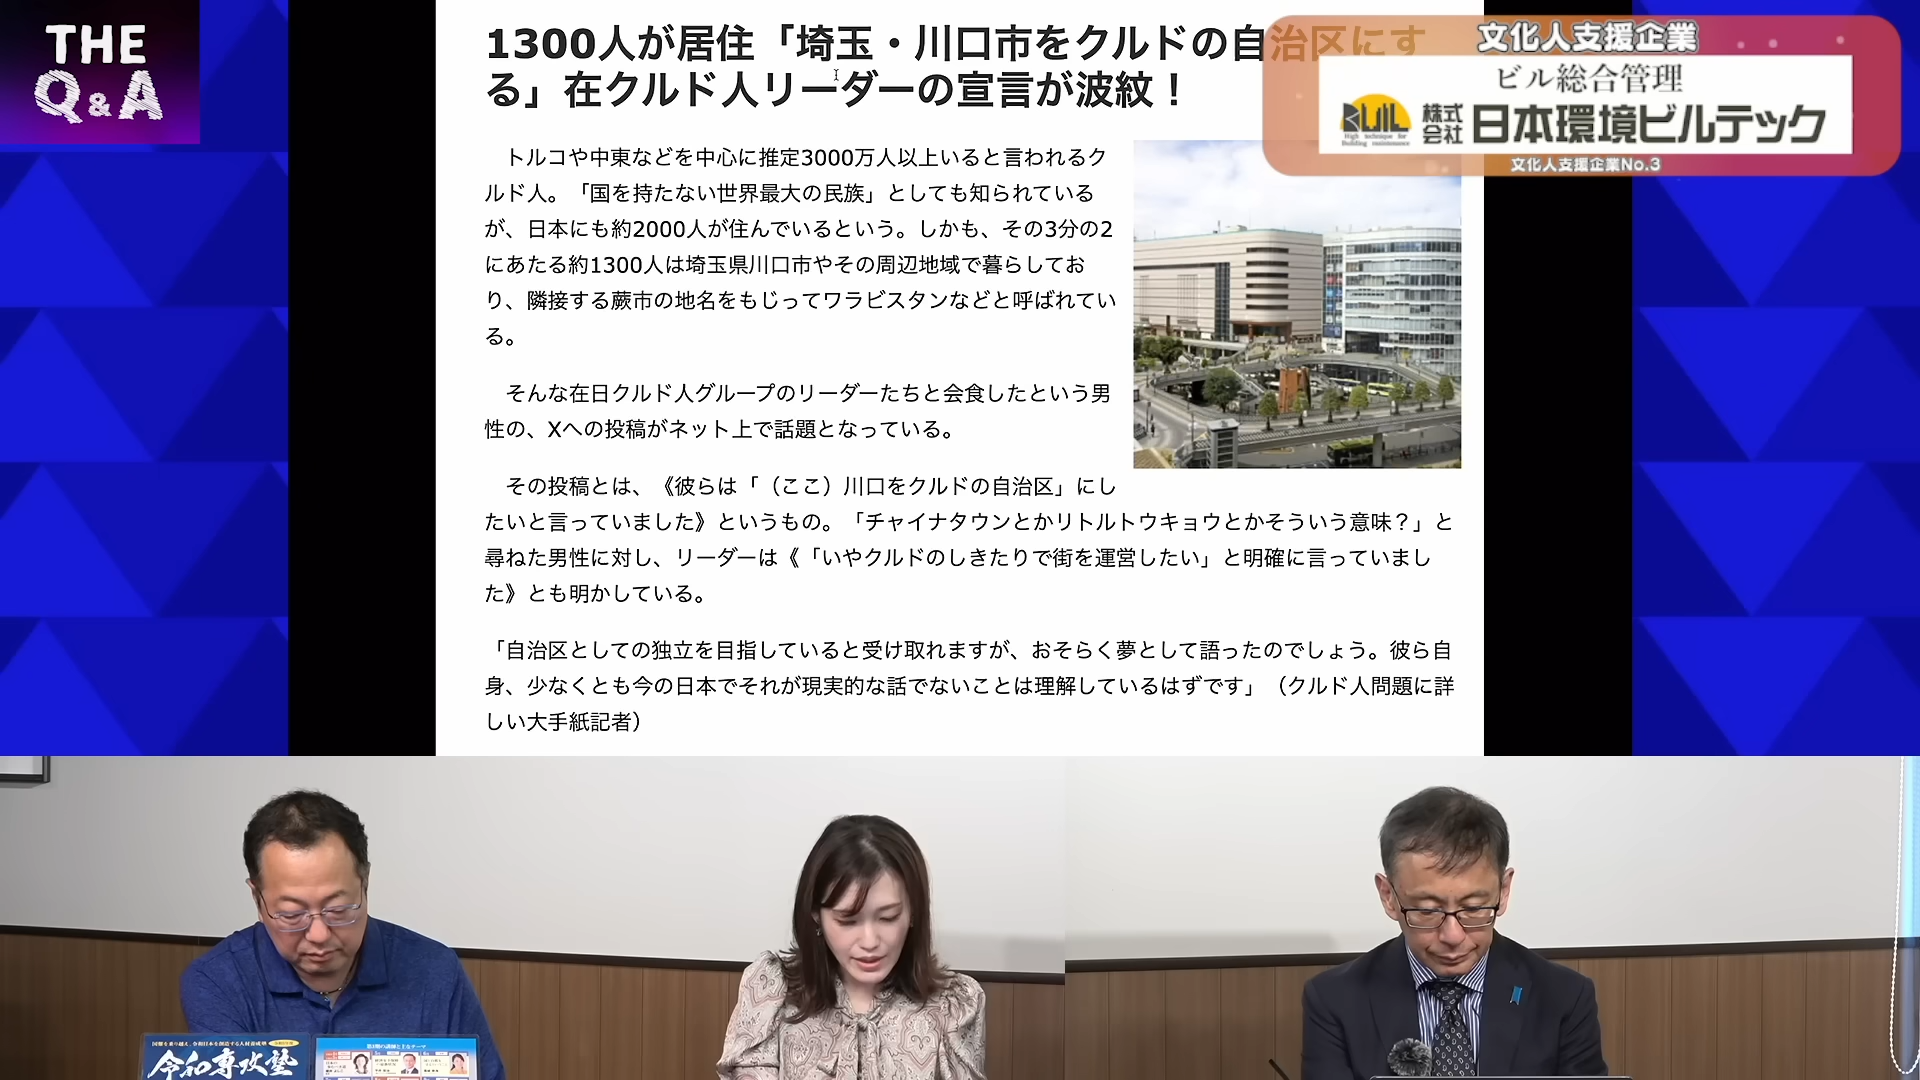 THE
Q&A
1300人が居住「埼玉・川口市をクルドの自治区にす
る」在クルド人リーダーの宣言が波紋！
文化人支援企業
ビル総合管理
BUIL
High technique for
Building maintenance
株式
会社
日本環境ビルテック
文化人支援企業No.3
トルコや中東などを中心に推定3000万人以上いると言われるク
ルド人。「国を持たない世界最大の民族」としても知られている
が、日本にも約2000人が住んでいるという。しかも、その3分の2
にあたる約1300人は埼玉県川口市やその周辺地域で暮らしてお
り、隣接する蕨市の地名をもじってワラビスタンなどと呼ばれてい
る。
そんな在日クルド人グループのリーダーたちと会食したという男
性の、Xへの投稿がネット上で話題となっている。
その投稿とは、《彼らは「（ここ）川口をクルドの自治区」にし
たいと言っていました》というもの。「チャイナタウンとかリトルトウキョウとかそういう意味？」と
尋ねた男性に対し、リーダーは《「いやクルドのしきたりで街を運営したい」と明確に言っていまし
た》とも明かしている。
「自治区としての独立を目指していると受け取れますが、おそらく夢として語ったのでしょう。彼ら自
身、少なくとも今の日本でそれが現実的な話でないことは理解しているはずです」（クルド人問題に詳
しい大手紙記者）
令和専攻塾